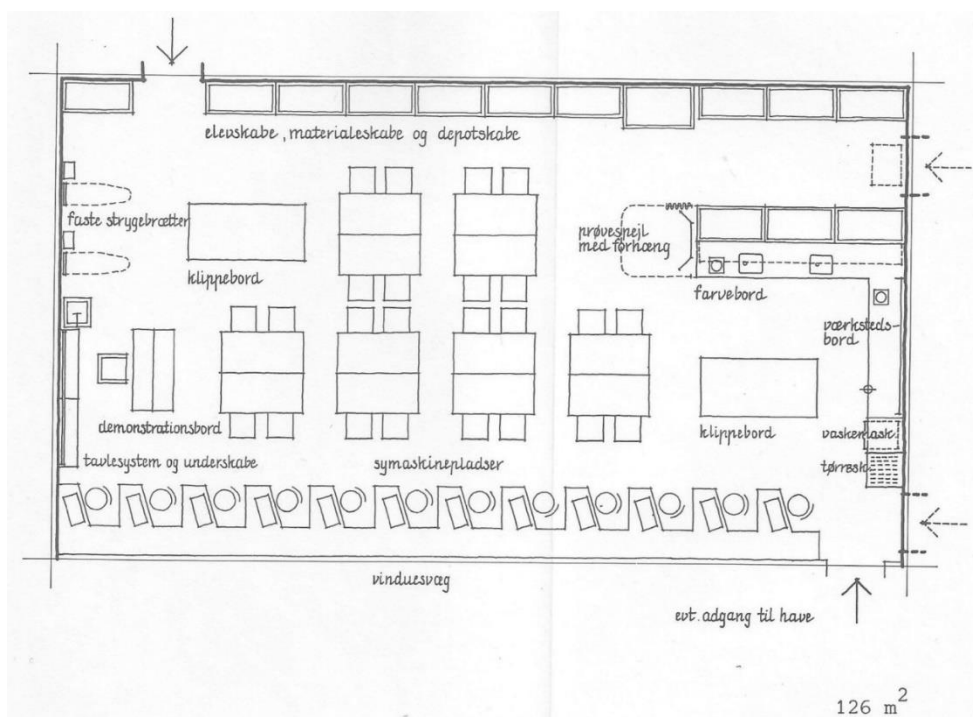 elevskabe, materialeskabe og depotskabe
faste strygebrætter
klippebord
prøvespejl
med forhæng
farvebord
værksteds-
bord
demonstrationsbord
klippebord
vaskemask.
tørresk.
tavlesystem og underskabe
symaskinepladser
vinduesvæg
evt. adgang til have
126 m²